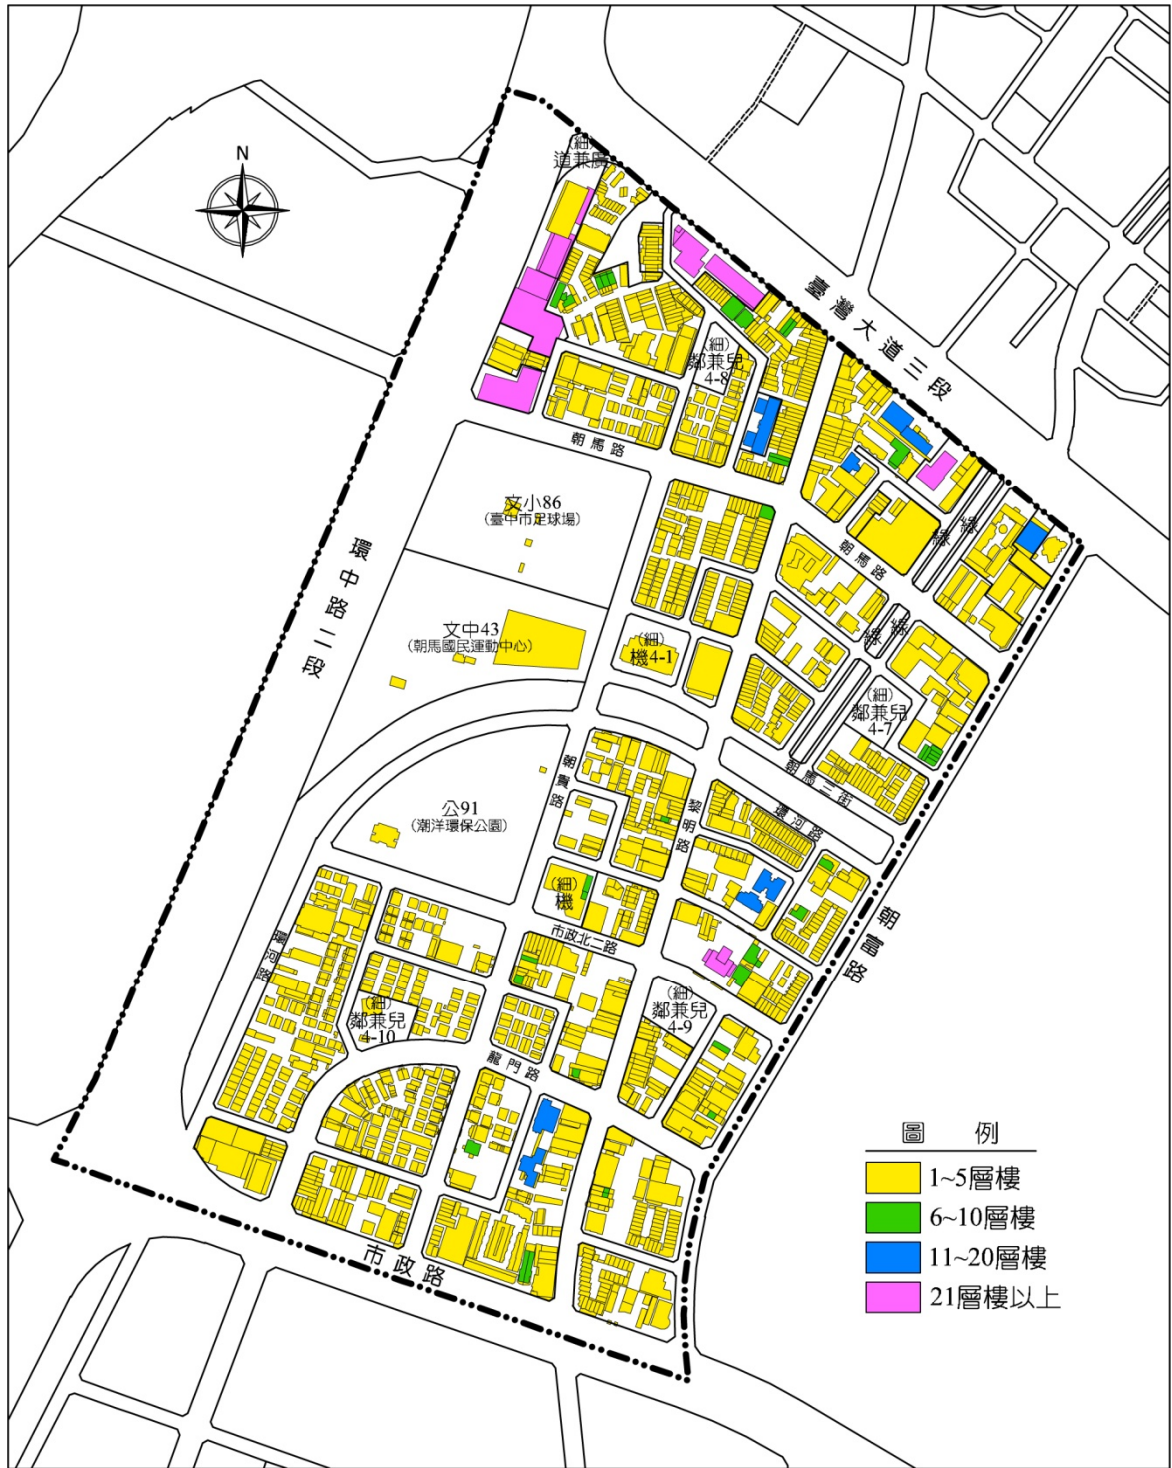 N
(細)
道兼廣
臺灣大道三段
(細)
鄰兼兒
4-8
朝馬路
文小86
(臺中市足球場)
環中路二段
綠
綠
朝馬路
文中43
(朝馬國民運動中心)
(細)
機4-1
綠
綠
(細)
鄰兼兒
4-7
朝馬三街
朝貴路
公91
(潮洋環保公園)
黎明路
環河路
(細)
機
市政北二路
朝富路
環河路
(細)
鄰兼兒
4-10
(細)
鄰兼兒
4-9
龍門路
市政路
圖 例
1~5層樓
6~10層樓
11~20層樓
21層樓以上